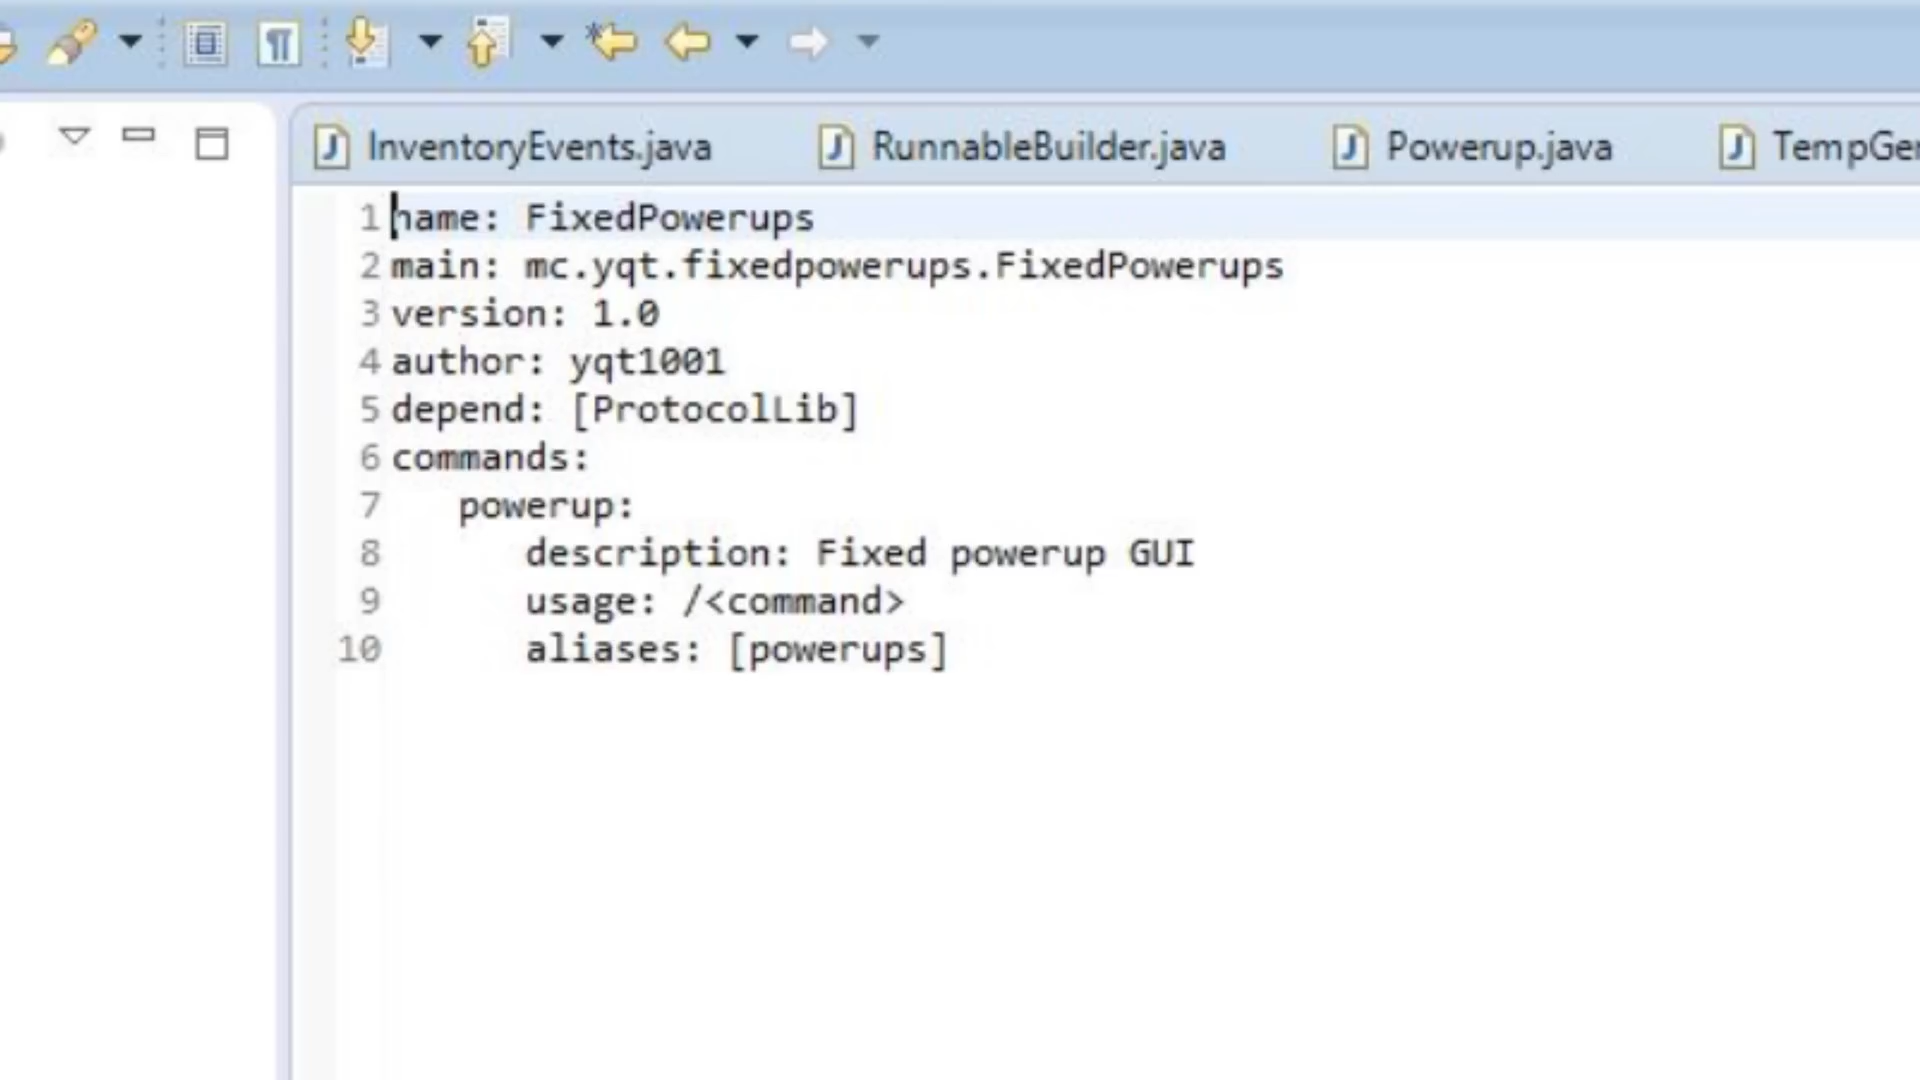 InventoryEvents.java RunnableBuilder.java Powerup.java TempGe
1 name: FixedPowerups
2 main: mc.yqt.fixedpowerups.FixedPowerups
3 version: 1.0
4 author: yqt1001
5 depend: [ProtocolLib]
6 commands:
7 powerup:
8 description: Fixed powerup GUI
9 usage: /<command>
10 aliases: [powerups]